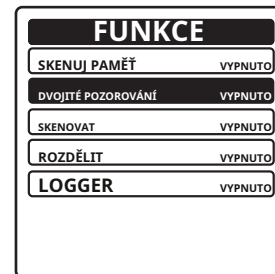 FUNKCE
SKENUJ PAMĚŤ VYPNUTO
DVOJITÉ POZOROVÁNÍ VYPNUTO
SKENOVAT VYPNUTO
ROZDĚLIT VYPNUTO
LOGGER VYPNUTO